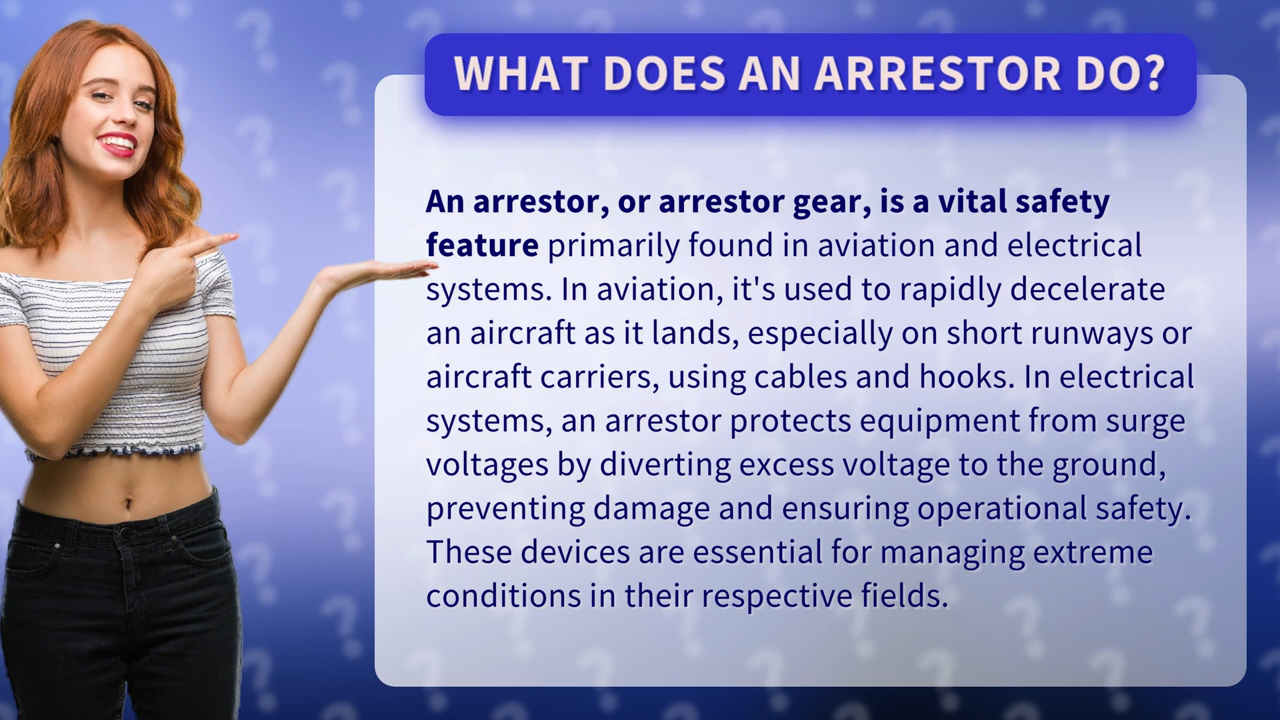 WHAT DOES AN ARRESTOR DO?
An arrestor, or arrestor gear, is a vital safety
feature primarily found in aviation and electrical
systems. In aviation, it's used to rapidly decelerate
an aircraft as it lands, especially on short runways or
aircraft carriers, using cables and hooks. In electrical
systems, an arrestor protects equipment from surge
voltages by diverting excess voltage to the ground,
preventing damage and ensuring operational safety.
These devices are essential for managing extreme
conditions in their respective fields.